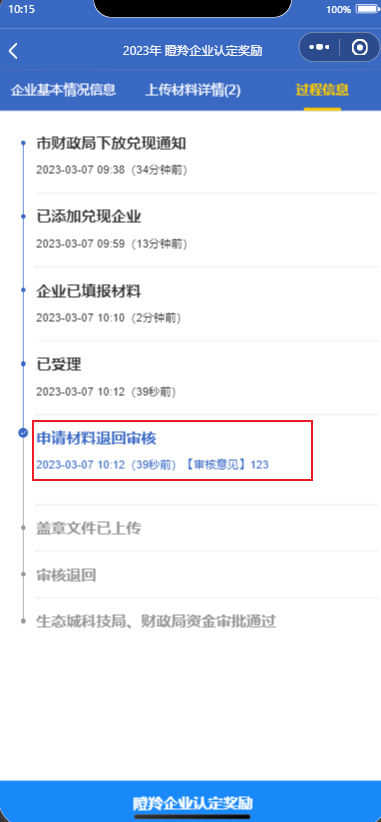 10:15
100%
2023年 瞪羚企业认定奖励
企业基本情况信息 上传材料详情(2) 过程信息
市财政局下放兑现通知
2023-03-07 09:38（34分钟前）
已添加兑现企业
2023-03-07 09:59（13分钟前）
企业已填报材料
2023-03-07 10:10（2分钟前）
已受理
2023-03-07 10:12（39秒前）
申请材料退回审核
2023-03-07 10:12（39秒前）【审核意见】123
盖章文件已上传
审核退回
生态城科技局、财政局资金审批通过
瞪羚企业认定奖励